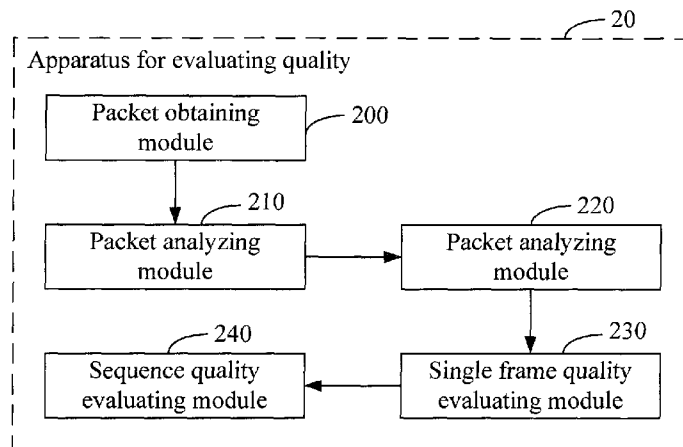 20
Apparatus for evaluating quality
Packet obtaining
module
200
210
220
Packet analyzing
module
Packet analyzing
module
240
230
Sequence quality
evaluating module
Single frame quality
evaluating module